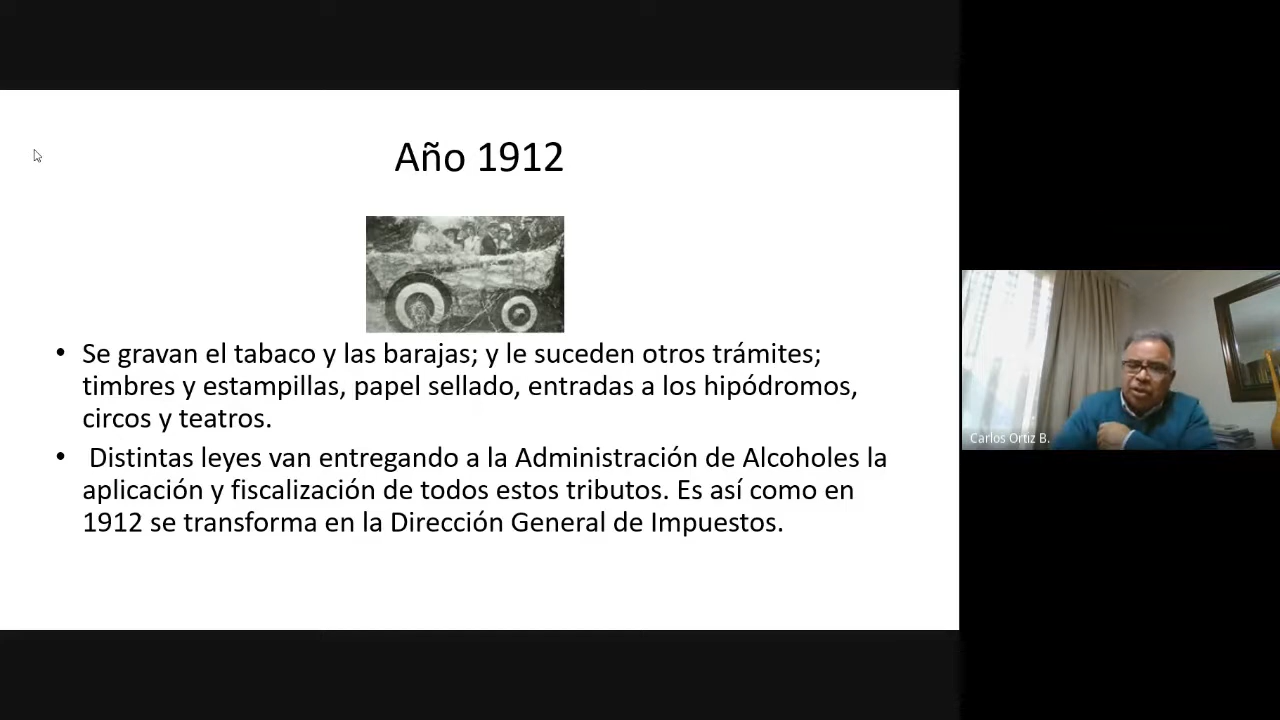 Año 1912
Se gravan el tabaco y las barajas; y le suceden otros trámites;
timbres y estampillas, papel sellado, entradas a los hipódromos,
circos y teatros.
Distintas leyes van entregando a la Administración de Alcoholes la
aplicación y fiscalización de todos estos tributos. Es así como en
1912 se transforma en la Dirección General de Impuestos.
Carlos Ortiz B.